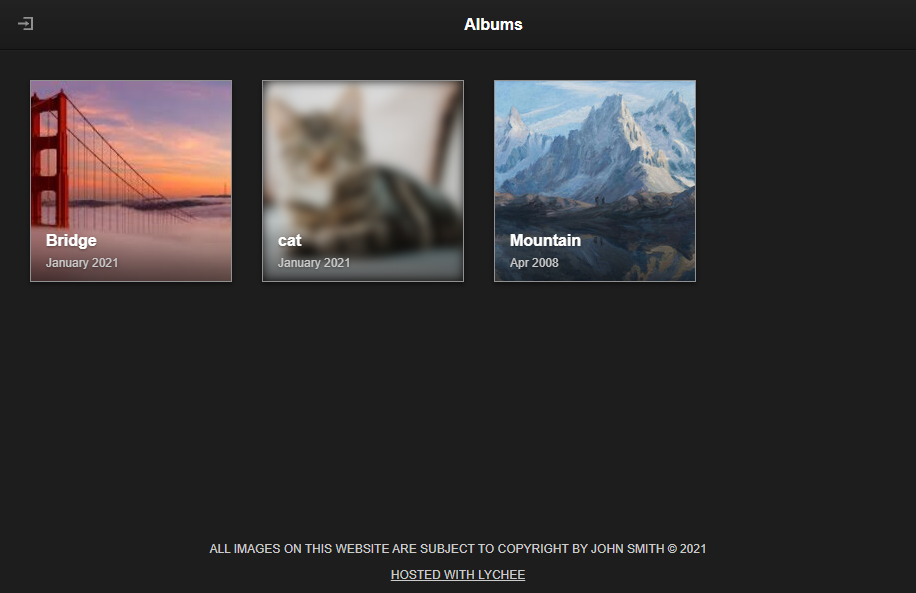 Albums
Bridge
January 2021
cat
January 2021
Mountain
Apr 2008
ALL IMAGES ON THIS WEBSITE ARE SUBJECT TO COPYRIGHT BY JOHN SMITH © 2021
HOSTED WITH LYCHEE